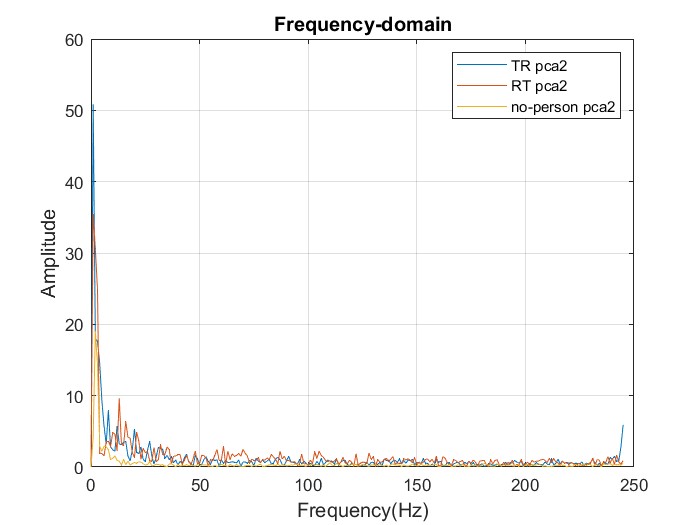 Frequency-domain
TR pca2
RT pca2
no-person pca2
60
50
40
30
20
10
0
Amplitude
0 50 100 150 200 250
Frequency(Hz)